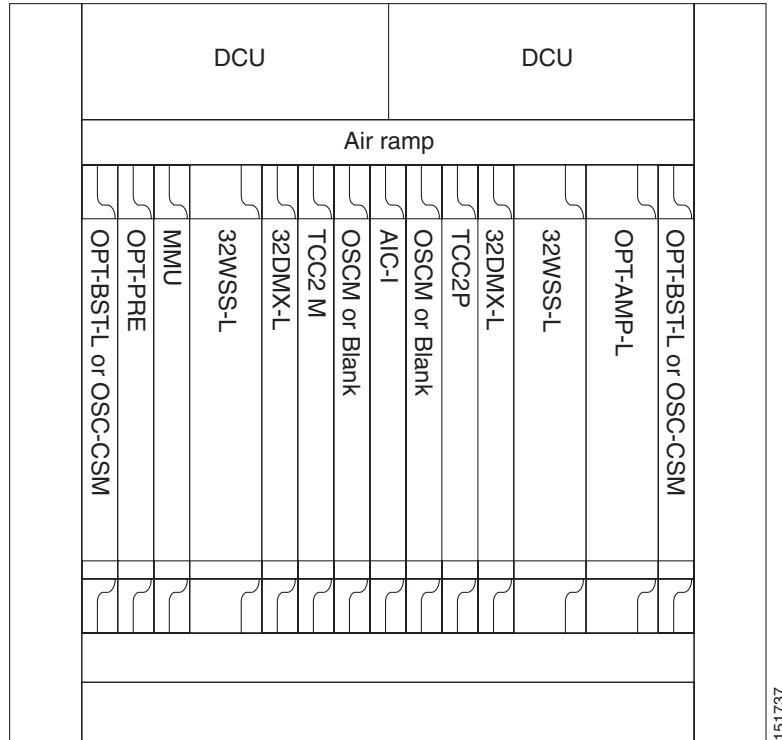 DCU
DCU
Air ramp
OPT-BST-L or OSC-CSM
OPT-PRE
MMU
32WSS-L
32DMX-L
TCC2 M
OSCM or Blank
AIC-I
OSCM or Blank
TCC2P
32DMX-L
32WSS-L
OPT-AMP-L
OPT-BST-L or OSC-CSM
151737